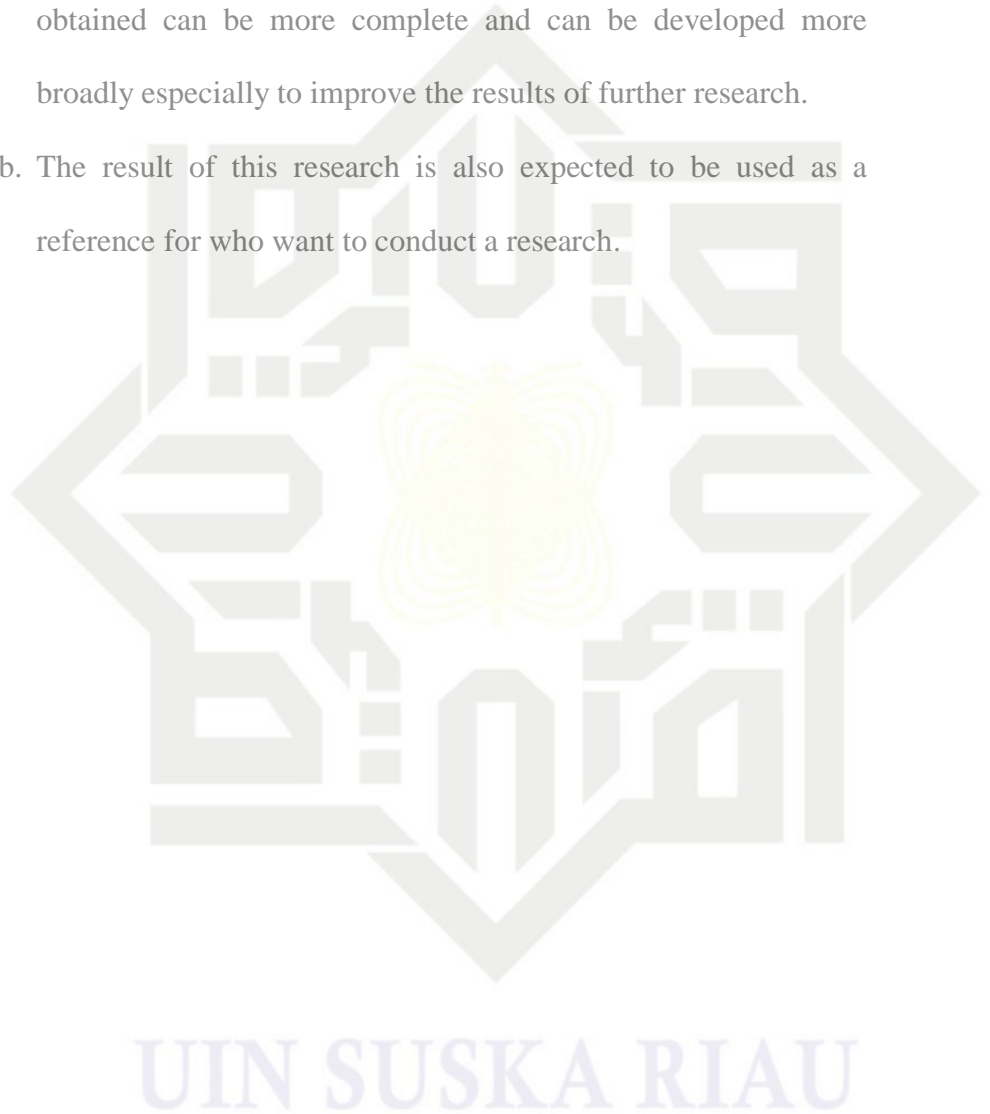 obtained can be more complete and can be developed more
broadly especially to improve the results of further research.
b. The result of this research is also expected to be used as a
reference for who want to conduct a research.
UIN SUSKA RIAU